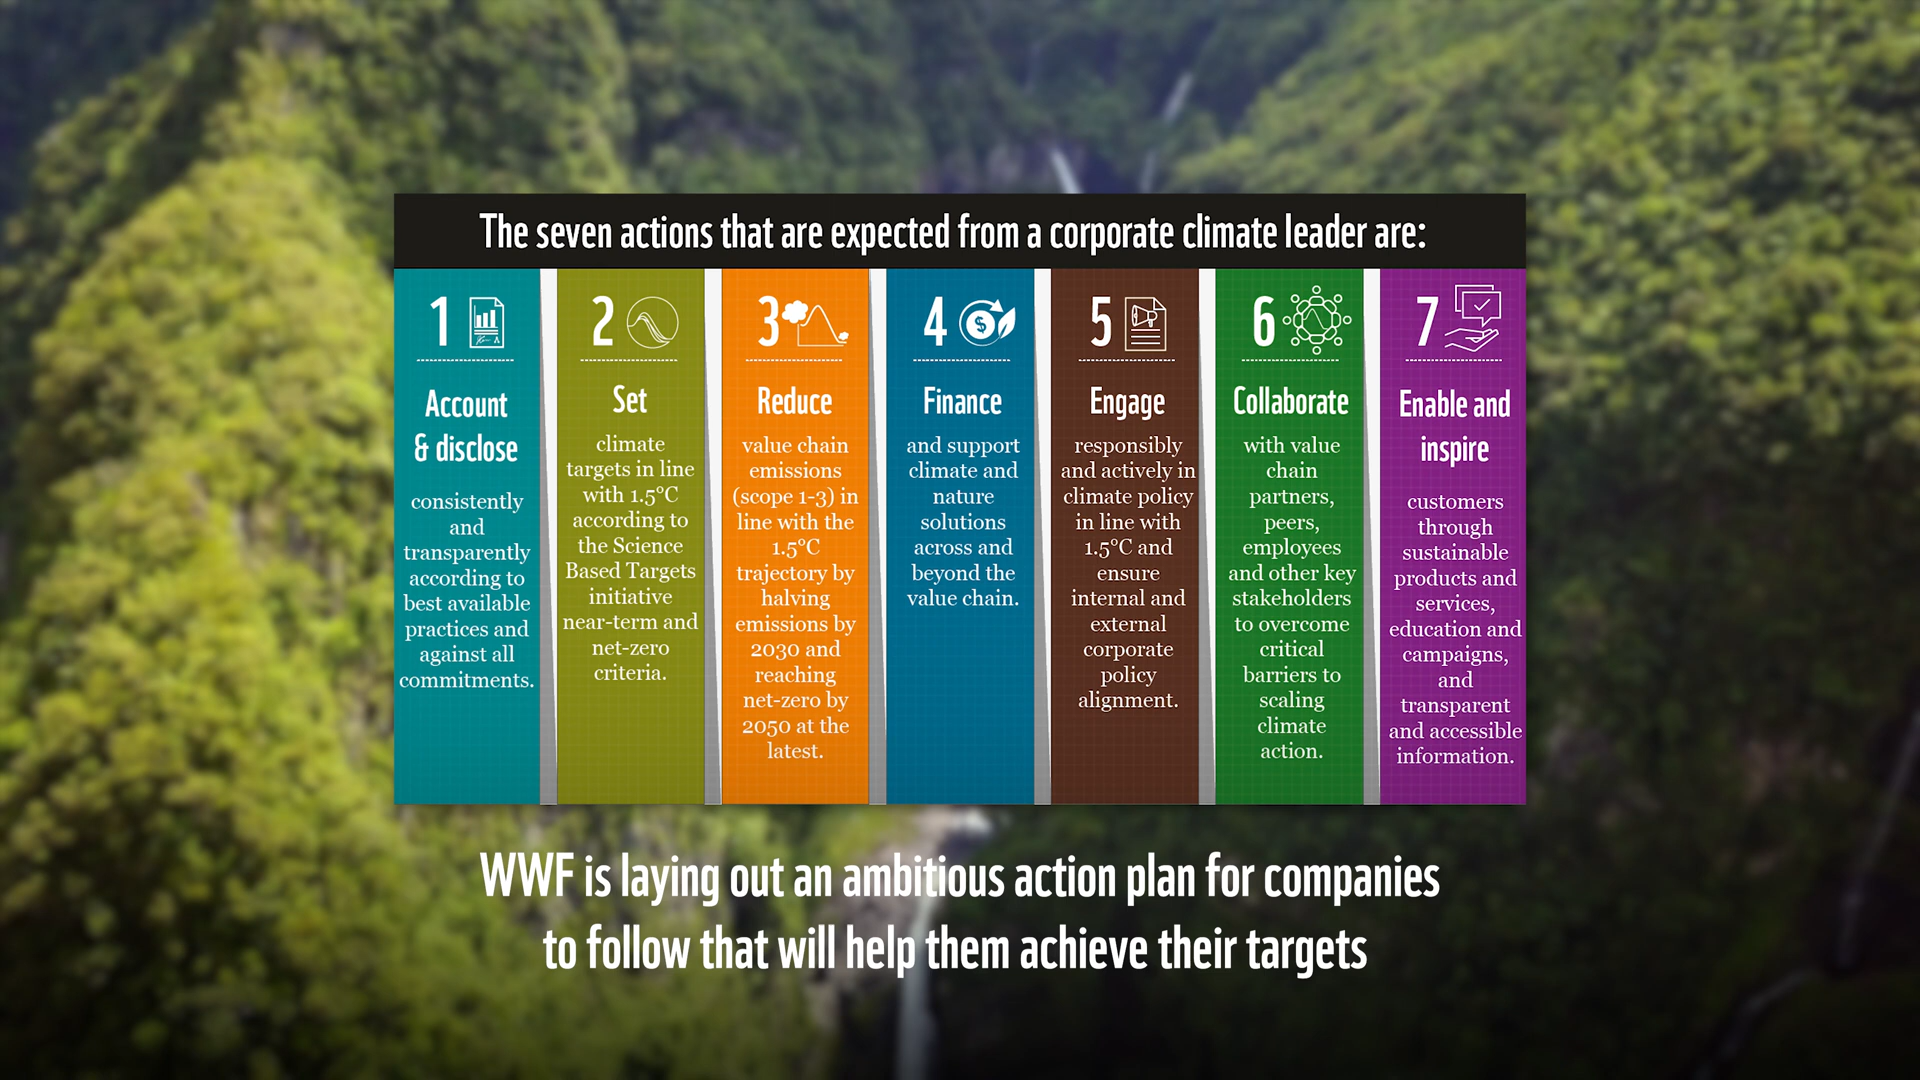 The seven actions that are expected from a corporate climate leader are:
1
Account
& disclose
consistently
and
transparently
according to
best available
practices and
against all
commitments.
2
Set
climate
targets in line
with 1.5°C
according to
the Science
Based Targets
initiative
near-term and
net-zero
criteria.
3
Reduce
value chain
emissions
(scope 1-3) in
line with the
1.5°C
trajectory by
halving
emissions by
2030 and
reaching
net-zero by
2050 at the
latest.
4
$
Finance
and support
climate and
nature
solutions
across and
beyond the
value chain.
5
Engage
responsibly
and actively in
climate policy
in line with
1.5°C and
ensure
internal and
external
corporate
policy
alignment.
6
Collaborate
with value
chain
partners,
peers,
employees
and other key
stakeholders
to overcome
critical
barriers to
scaling
climate
action.
7
Enable and
inspire
customers
through
sustainable
products and
services,
education and
campaigns,
and
transparent
and accessible
information.
WWF is laying out an ambitious action plan for companies
to follow that will help them achieve their targets